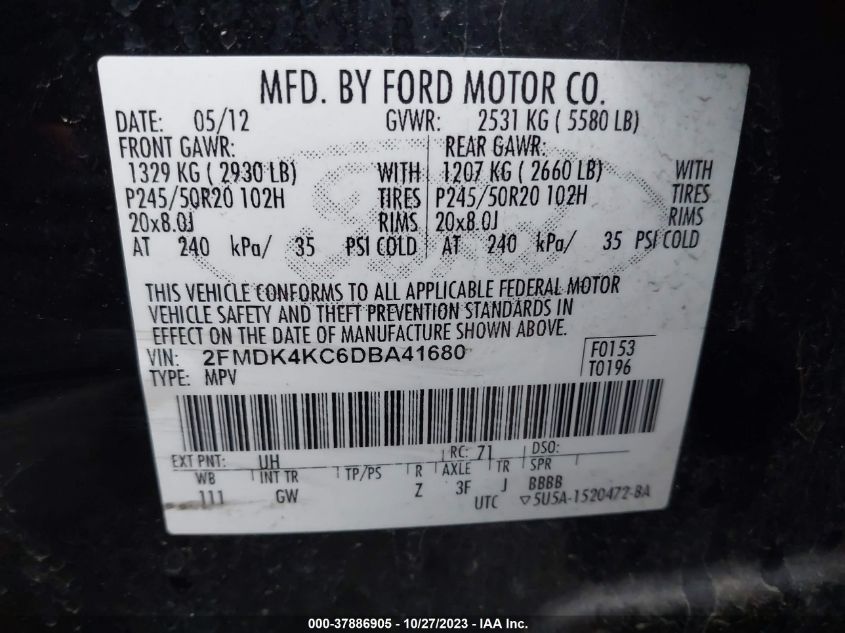 MFD. BY FORD MOTOR CO.
DATE: 05/12 GVWR: 2531 KG ( 5580 LB)
FRONT GAWR: REAR GAWR:
1329 KG ( 2930 LB) WITH 1207 KG ( 2660 LB) WITH
P245/50R20 102H TIRES P245/50R20 102H TIRES
20x8.0J RIMS 20x8.0J RIMS
AT 240 kPa/ 35 PSI COLD AT 240 kPa/ 35 PSI COLD
THIS VEHICLE CONFORMS TO ALL APPLICABLE FEDERAL MOTOR
VEHICLE SAFETY AND THEFT PREVENTION STANDARDS IN
EFFECT ON THE DATE OF MANUFACTURE SHOWN ABOVE.
VIN: 2FMDK4KC6DBA41680 F0153
TYPE: MPV T0196
EXT PNT: UH RC: 71 DSO:
WB INT TR TP/PS R AXLE TR SPR
111 GW Z 3F J BBBB
UTC ▽5U5A-1520472-BA
000-37886905 / 10/27/2023 / IAA Inc.